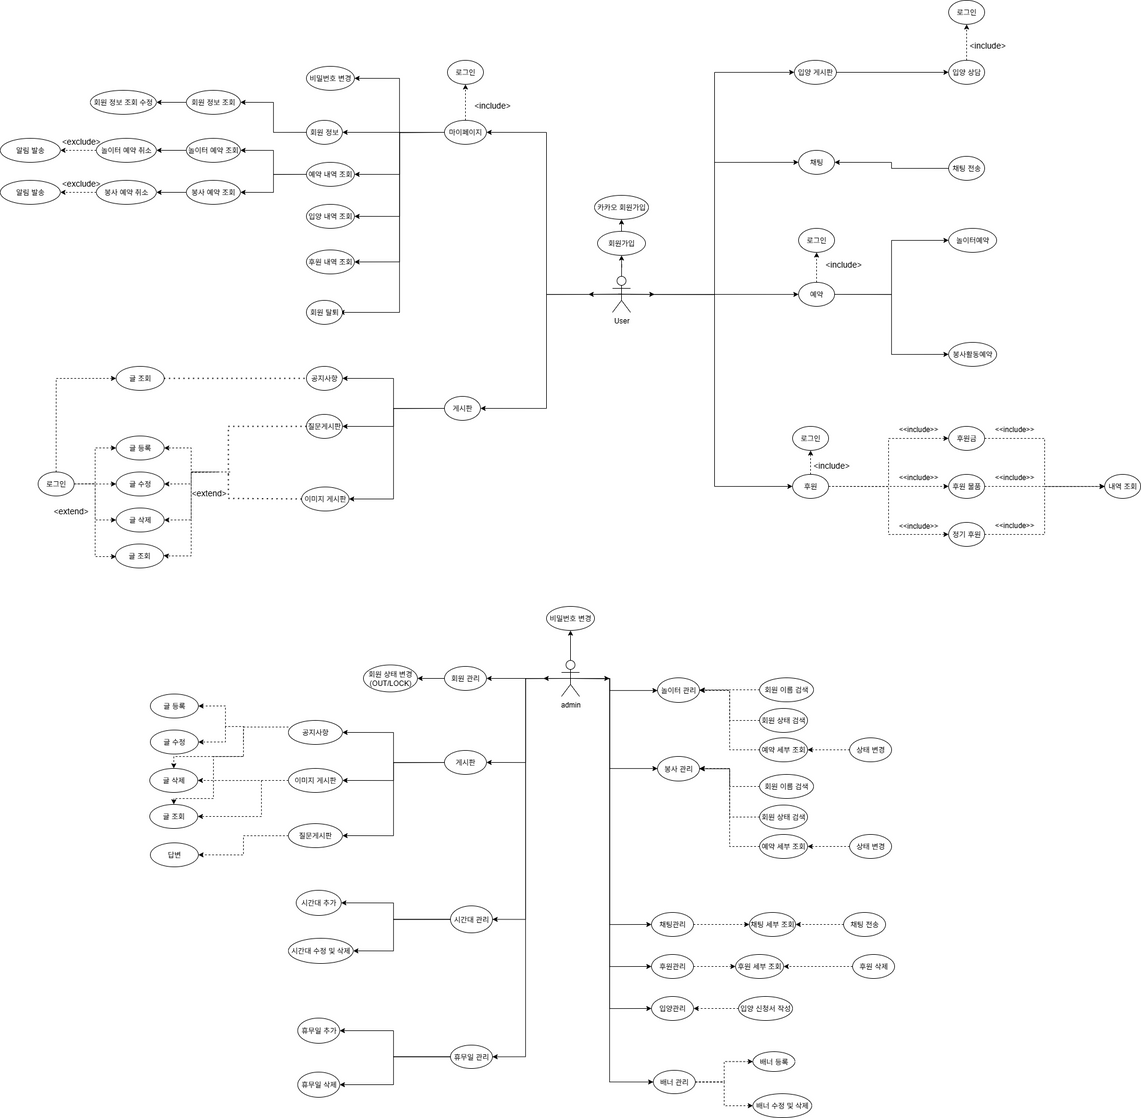 로그인
<include>
입양 게시판
입양 상담
로그인
<include>
마이페이지
비밀번호 변경
회원 정보
회원 정보 조회
회원 정보 조회 수정
예약 내역 조회
놀이터 예약 조회
놀이터 예약 취소
<exclude>
알림 발송
봉사 예약 조회
봉사 예약 취소
<exclude>
알림 발송
입양 내역 조회
후원 내역 조회
회원 탈퇴
채팅
채팅 전송
카카오 회원가입
회원가입
User
로그인
<include>
예약
놀이터예약
봉사활동예약
게시판
공지사항
글 조회
질문게시판
이미지 게시판
글 등록
글 수정
글 삭제
글 조회
로그인
<extend>
<extend>
로그인
<include>
후원
<<include>>
후원금
<<include>>
<<include>>
후원 물품
<<include>>
내역 조회
<<include>>
정기 후원
<<include>>
비밀번호 변경
admin
회원 관리
회원 상태 변경
(OUT/LOCK)
게시판
공지사항
이미지 게시판
질문게시판
글 등록
글 수정
글 삭제
글 조회
답변
시간대 관리
시간대 추가
시간대 수정 및 삭제
휴무일 관리
휴무일 추가
휴무일 삭제
놀이터 관리
회원 이름 검색
회원 상태 검색
예약 세부 조회
상태 변경
봉사 관리
회원 이름 검색
회원 상태 검색
예약 세부 조회
상태 변경
채팅관리
채팅 세부 조회
채팅 전송
후원관리
후원 세부 조회
후원 삭제
입양관리
입양 신청서 작성
배너 관리
배너 등록
배너 수정 및 삭제